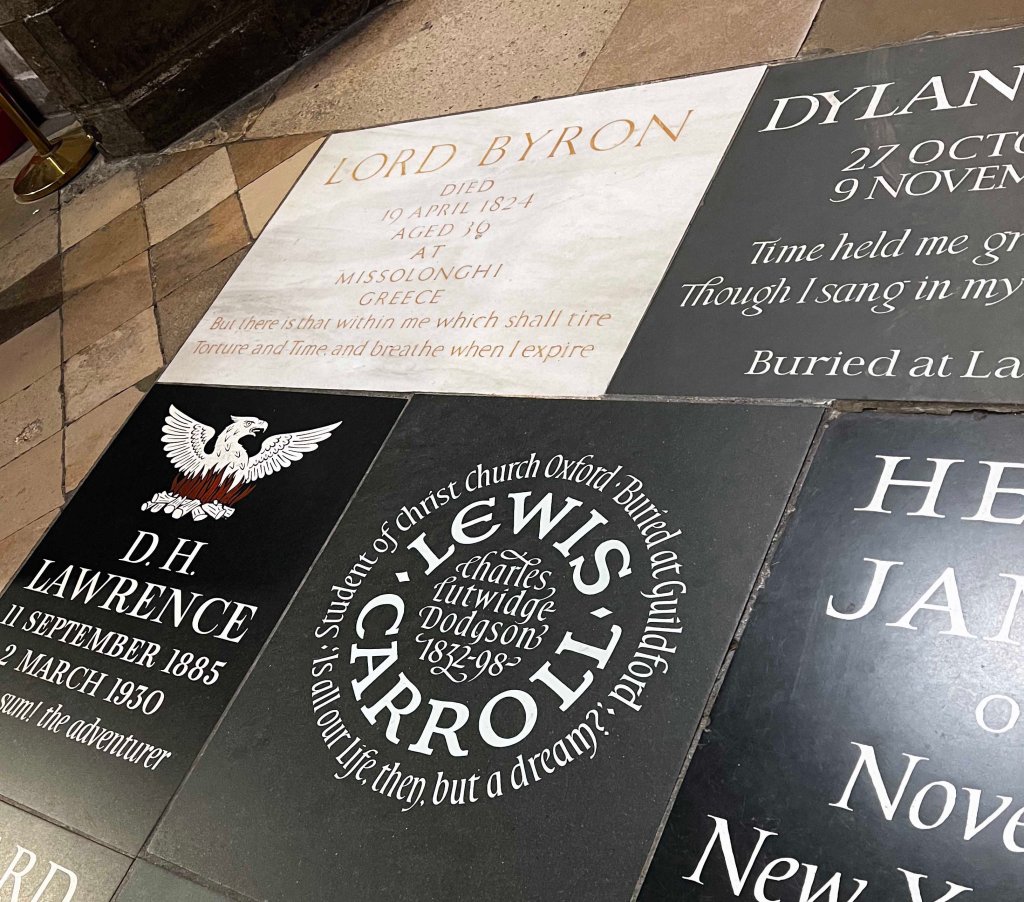 LORD BYRON
DIED
19 APRIL 1824
AGED 36
AT
MISSOLONGHI
GREECE
But there is that within me which shall tire
Torture and Time and breathe when I expire
DYLAN
27 OCTO
9 NOVEM
Time held me gr
Though I sang in my
Buried at La
D. H.
LAWRENCE
11 SEPTEMBER 1885
2 MARCH 1930
sum! the adventurer
·LEWIS·
CARROLL
Charles
Lutwidge
Dodgson
1832-98
Student of Christ Church Oxford · Buried at Guildford ·
'Is all our Life, then, but a dream?'
HE
JAM
O
Nove
New Y
RD